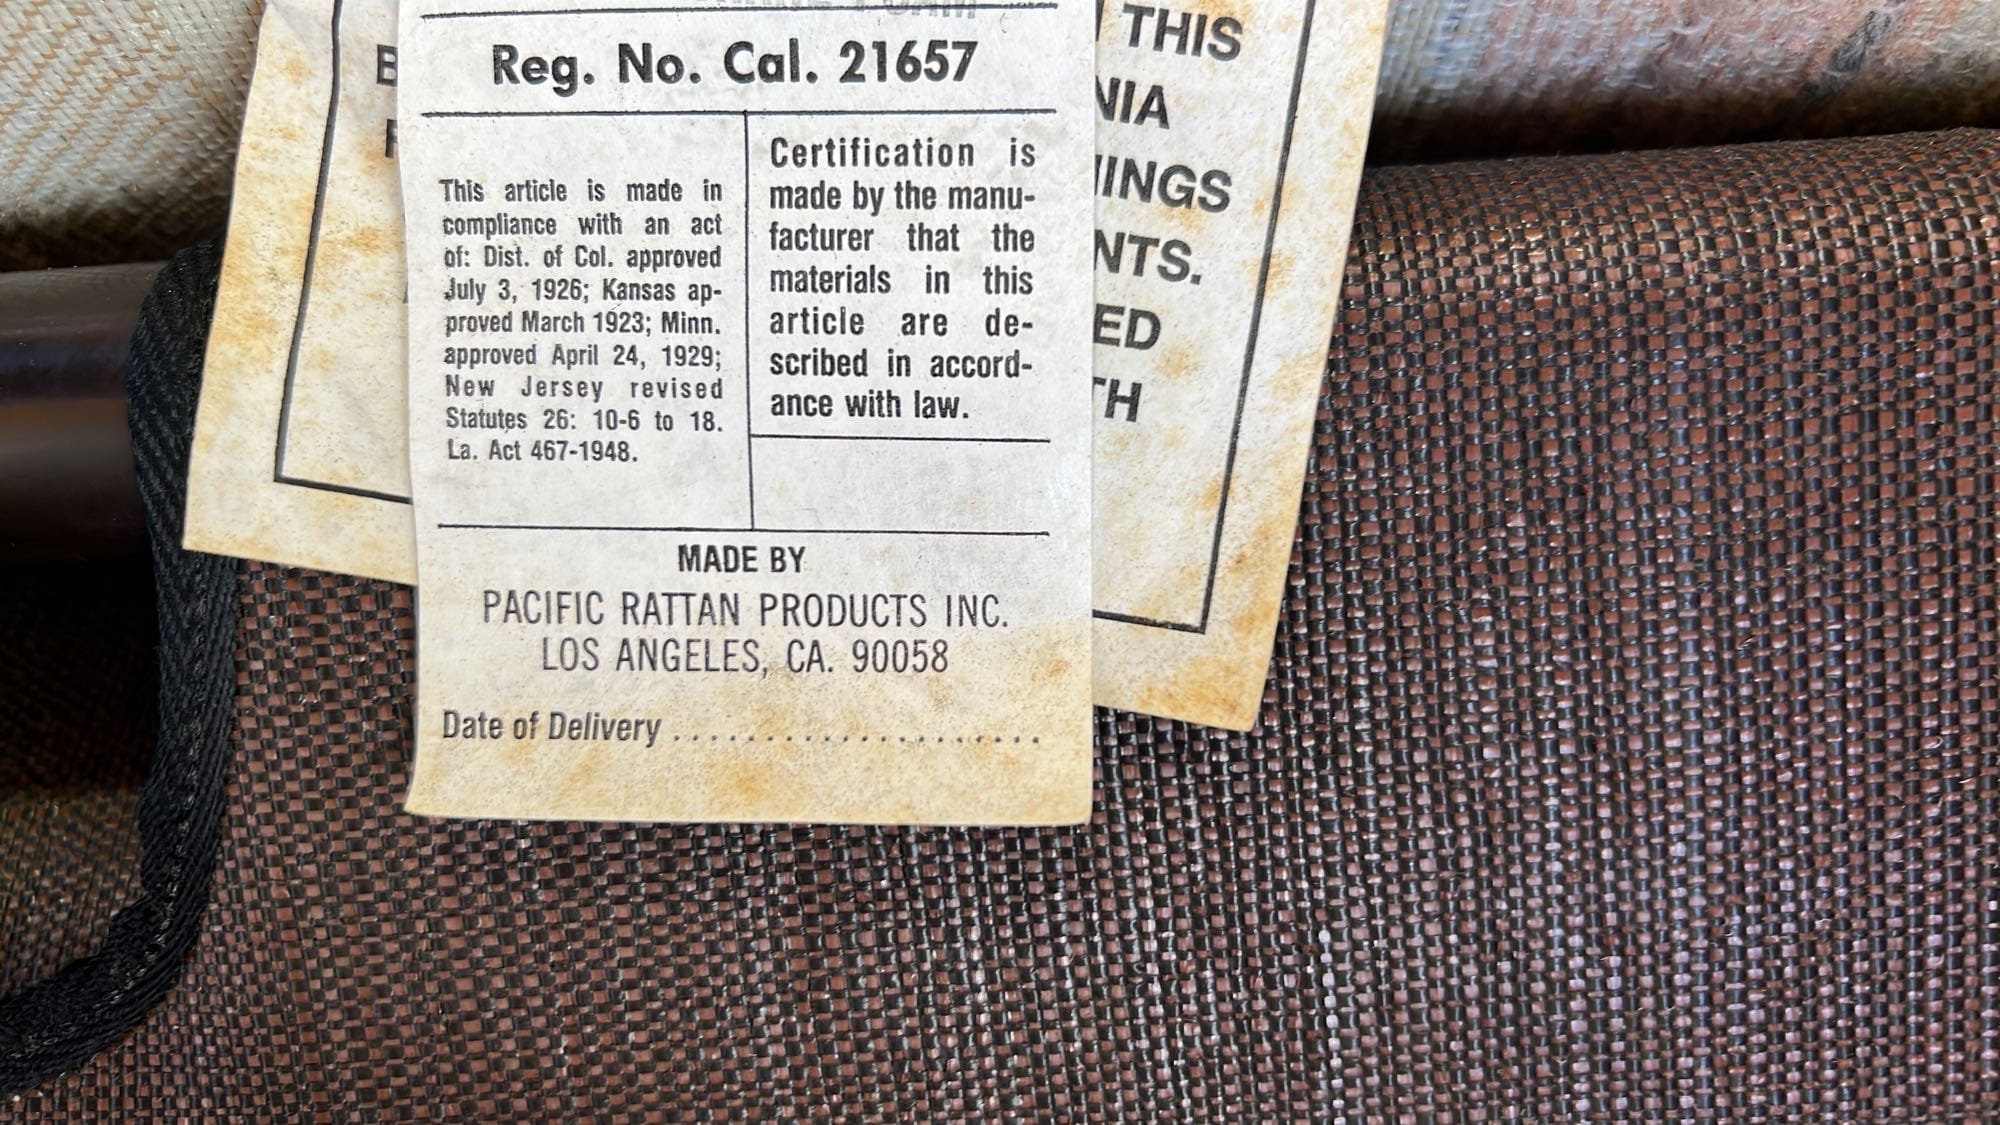 Reg. No. Cal. 21657
This article is made in
compliance with an act
of: Dist. of Col. approved
July 3, 1926; Kansas ap-
proved March 1923; Minn.
approved April 24, 1929;
New Jersey revised
Statutes 26: 10-6 to 18.
La. Act 467-1948.
Certification is
made by the manu-
facturer that the
materials in this
article are de-
scribed in accord-
ance with law.
MADE BY
PACIFIC RATTAN PRODUCTS INC.
LOS ANGELES, CA. 90058
Date of Delivery . . . . . . . . . . . . . . . . . . . . .
THIS
NIA
INGS
NTS.
ED
TH